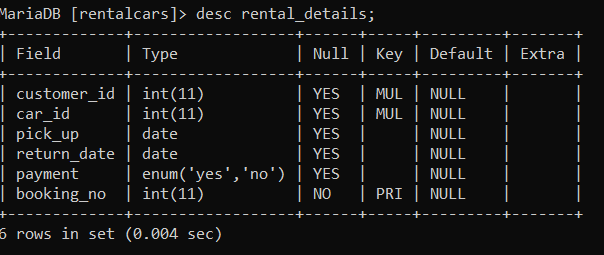 MariaDB [rentalcars]> desc rental_details;
+-------------+------------------+------+-----+---------+-------+
| Field       | Type             | Null | Key | Default | Extra |
+-------------+------------------+------+-----+---------+-------+
| customer_id | int(11)          | YES  | MUL | NULL    |       |
| car_id      | int(11)          | YES  | MUL | NULL    |       |
| pick_up     | date             | YES  |     | NULL    |       |
| return_date | date             | YES  |     | NULL    |       |
| payment     | enum('yes','no') | YES  |     | NULL    |       |
| booking_no  | int(11)          | NO   | PRI | NULL    |       |
+-------------+------------------+------+-----+---------+-------+
6 rows in set (0.004 sec)